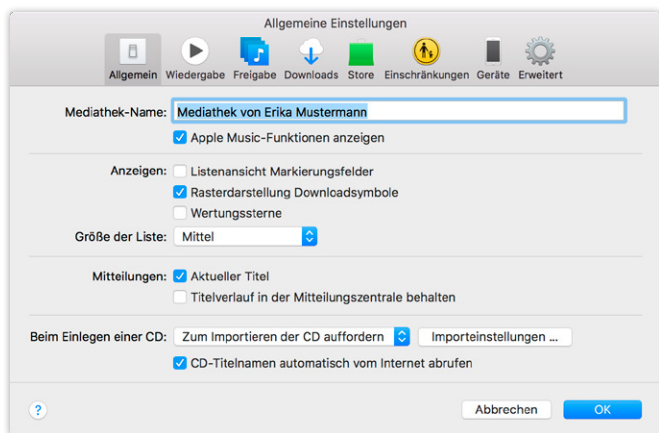 Allgemeine Einstellungen
Allgemein Wiedergabe Freigabe Downloads Store Einschränkungen Geräte Erweitert
Mediathek-Name: Mediathek von Erika Mustermann
Apple Music-Funktionen anzeigen
Anzeigen: Listenansicht Markierungsfelder
Rasterdarstellung Downloadsymbole
Wertungssterne
Größe der Liste: Mittel
Mitteilungen: Aktueller Titel
Titelverlauf in der Mitteilungszentrale behalten
Beim Einlegen einer CD: Zum Importieren der CD auffordern Importeinstellungen ...
CD-Titelnamen automatisch vom Internet abrufen
? Abbrechen OK